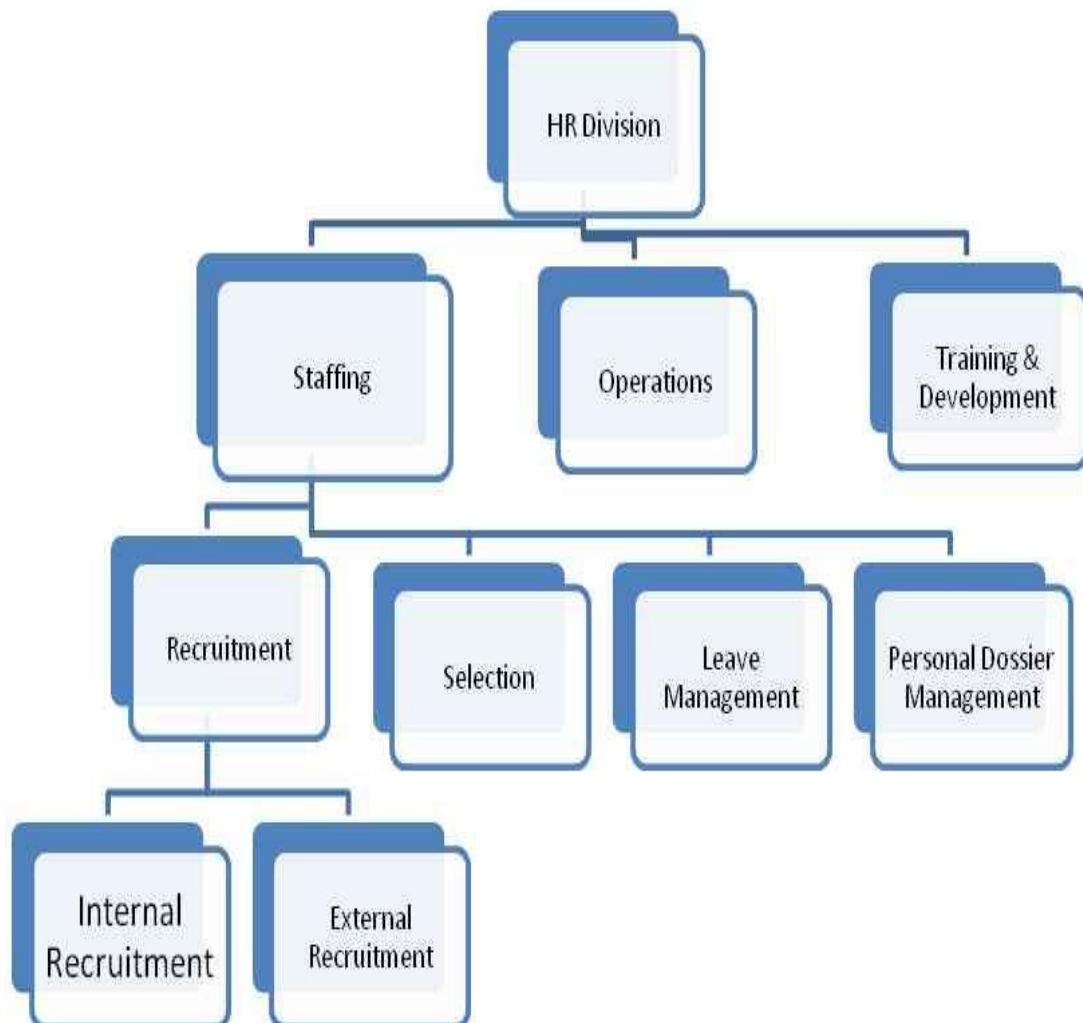 HR Division
Staffing
Operations
Training &
Development
Recruitment
Selection
Leave
Management
Personal Dossier
Management
Internal
Recruitment
External
Recruitment